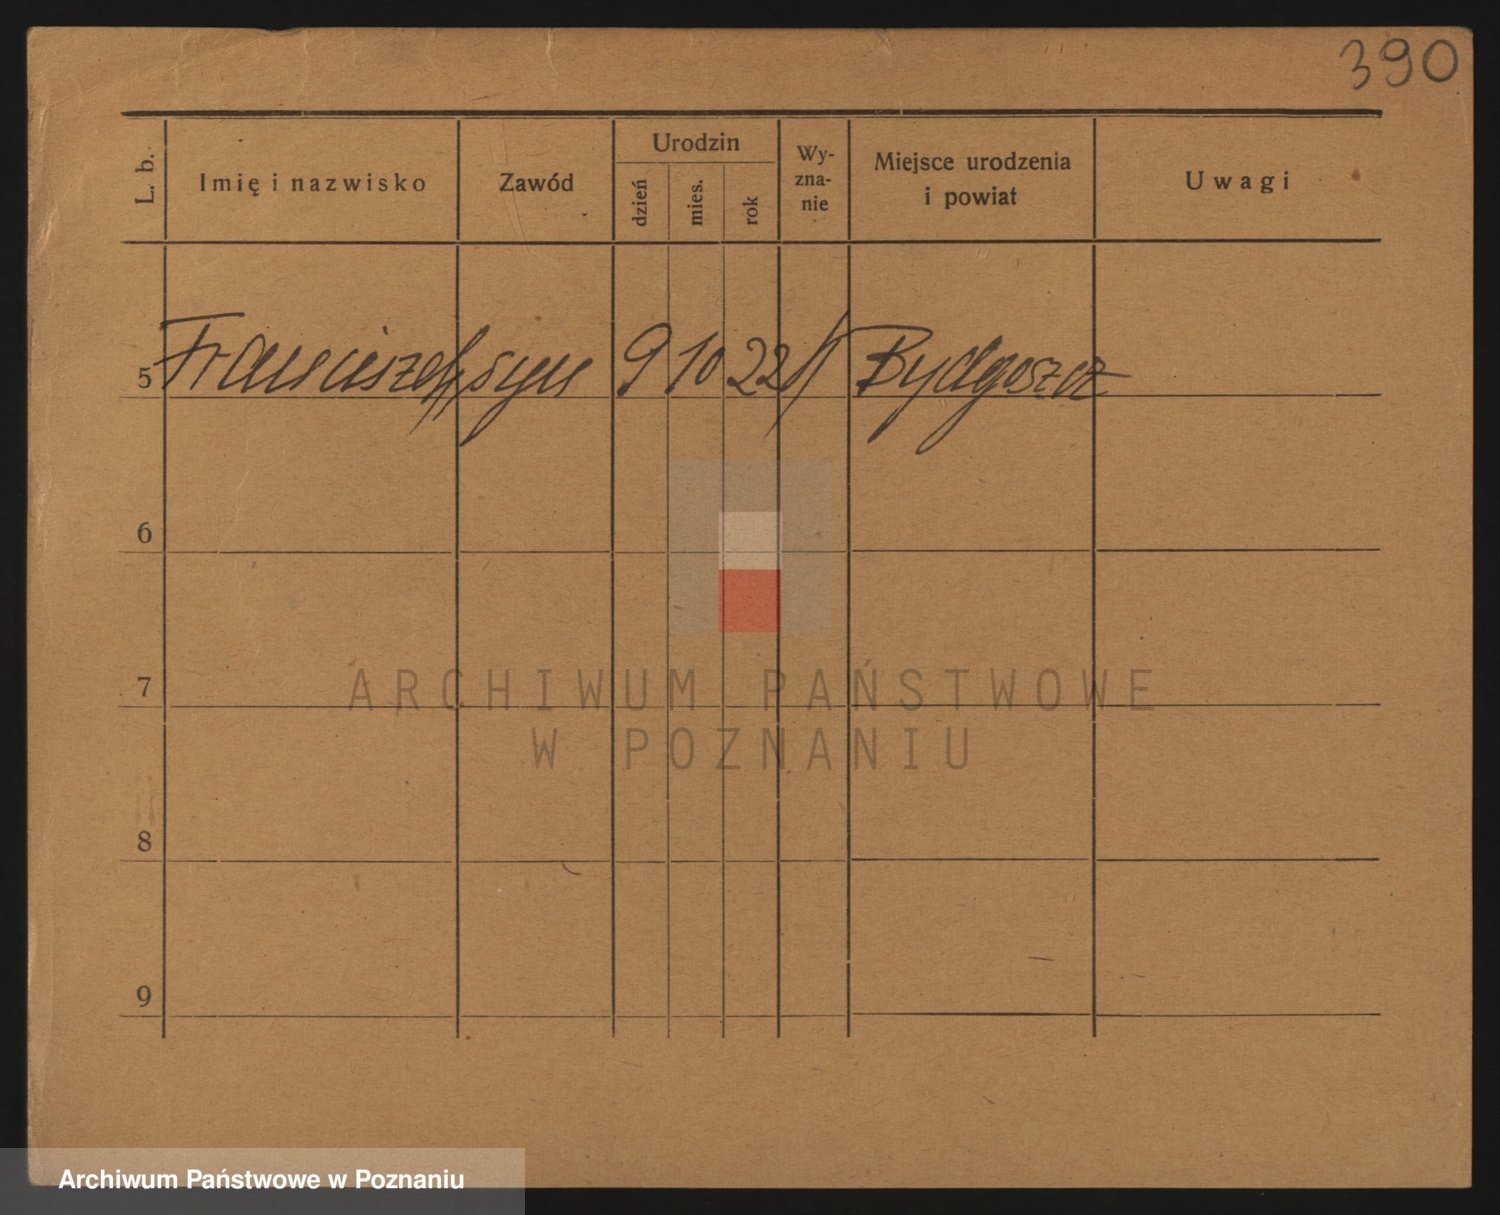 390
L. b.
Imię i nazwisko
Zawód
Urodzin
dzień
mies.
rok
Wy-
zna-
nie
Miejsce urodzenia
i powiat
Uwagi
5 Franciszek syn 9 10 22 Bydgoszcz
6
7
8
9
ARCHIWUM PAŃSTWOWE
W POZNANIU
Archiwum Państwowe w Poznaniu